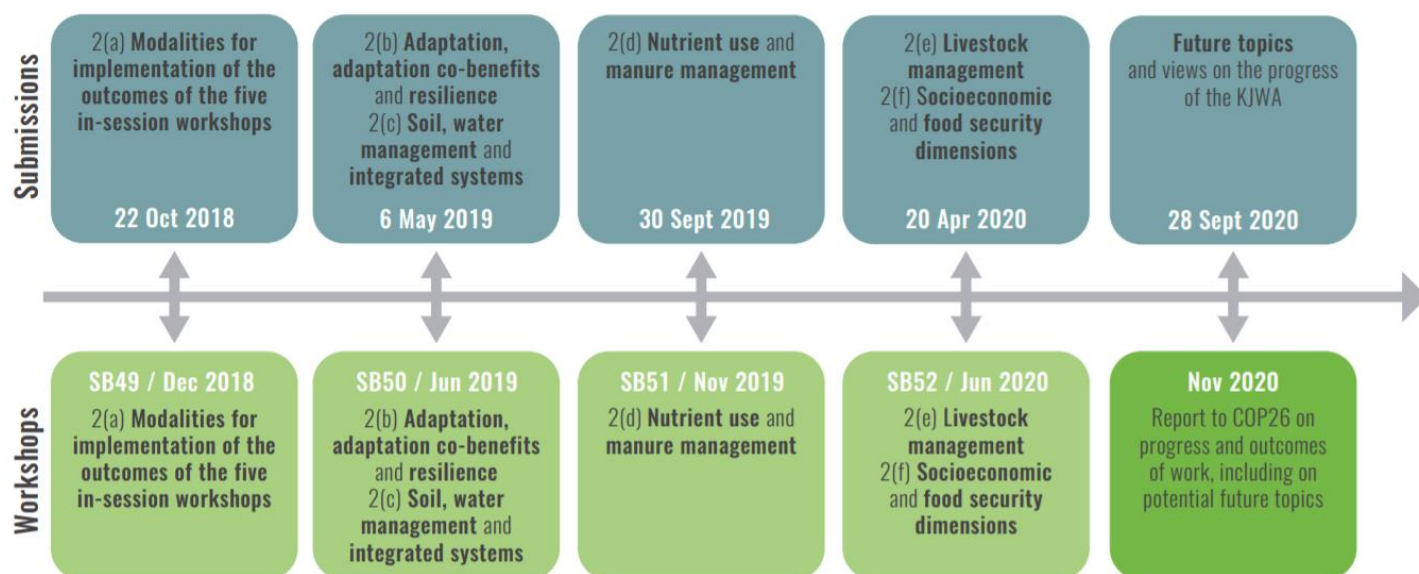 Submissions
2(a) Modalities for
implementation of the
outcomes of the five
in-session workshops
22 Oct 2018
2(b) Adaptation,
adaptation co-benefits
and resilience
2(c) Soil, water
management and
integrated systems
6 May 2019
2(d) Nutrient use and
manure management
30 Sept 2019
2(e) Livestock
management
2(f) Socioeconomic
and food security
dimensions
20 Apr 2020
Future topics
and views on the progress
of the KJWA
28 Sept 2020
Workshops
SB49 / Dec 2018
2(a) Modalities for
implementation of the
outcomes of the five
in-session workshops
SB50 / Jun 2019
2(b) Adaptation,
adaptation co-benefits
and resilience
2(c) Soil, water
management and
integrated systems
SB51 / Nov 2019
2(d) Nutrient use and
manure management
SB52 / Jun 2020
2(e) Livestock
management
2(f) Socioeconomic
and food security
dimensions
Nov 2020
Report to COP26 on
progress and outcomes
of work, including on
potential future topics